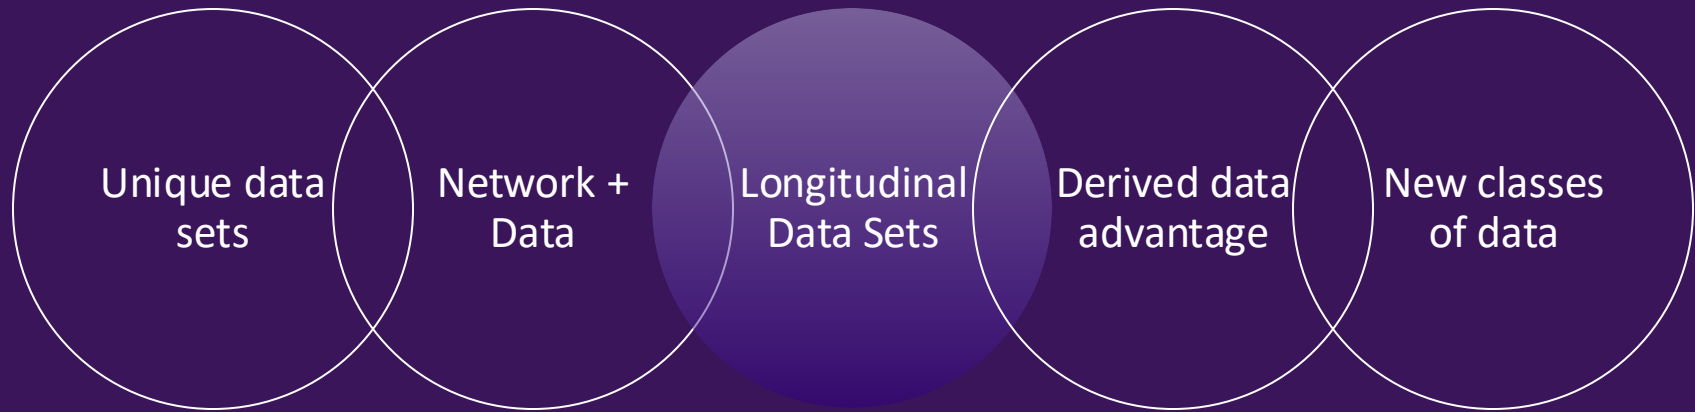 Unique data
sets
Network +
Data
Longitudinal
Data Sets
Derived data
advantage
New classes
of data